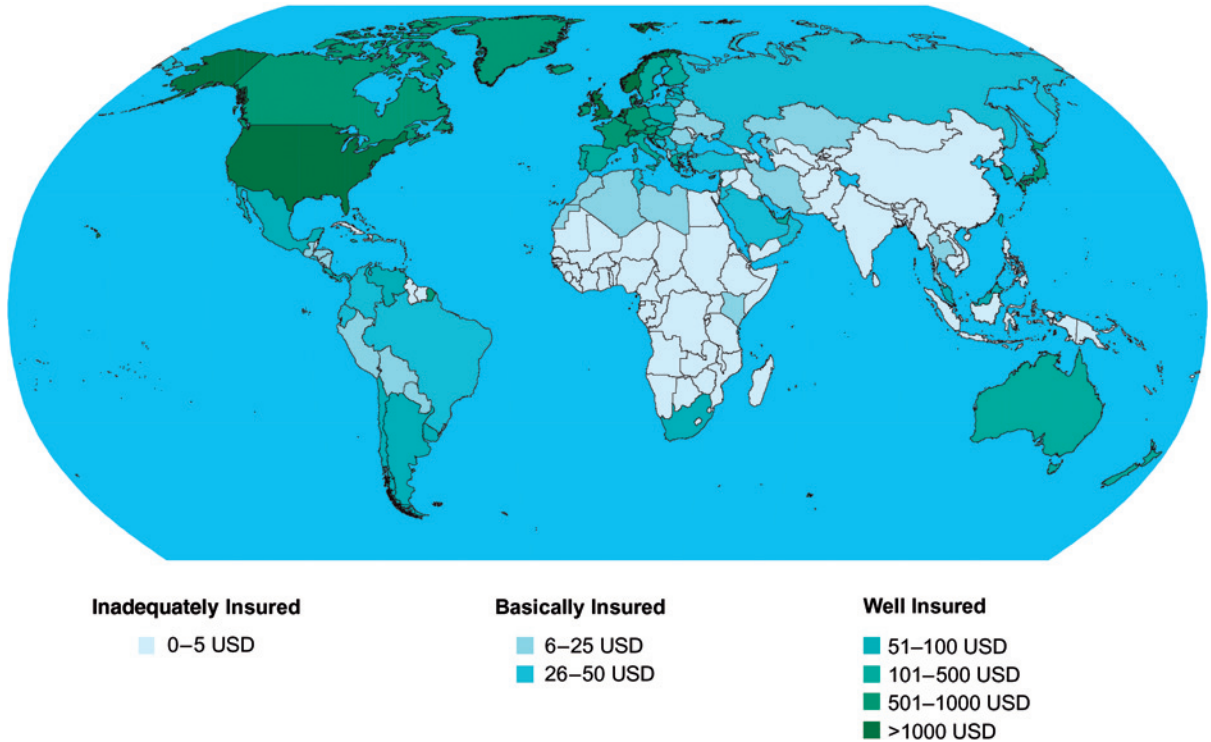 Inadequately Insured
0–5 USD
Basically Insured
6–25 USD
26–50 USD
Well Insured
51–100 USD
101–500 USD
501–1000 USD
>1000 USD